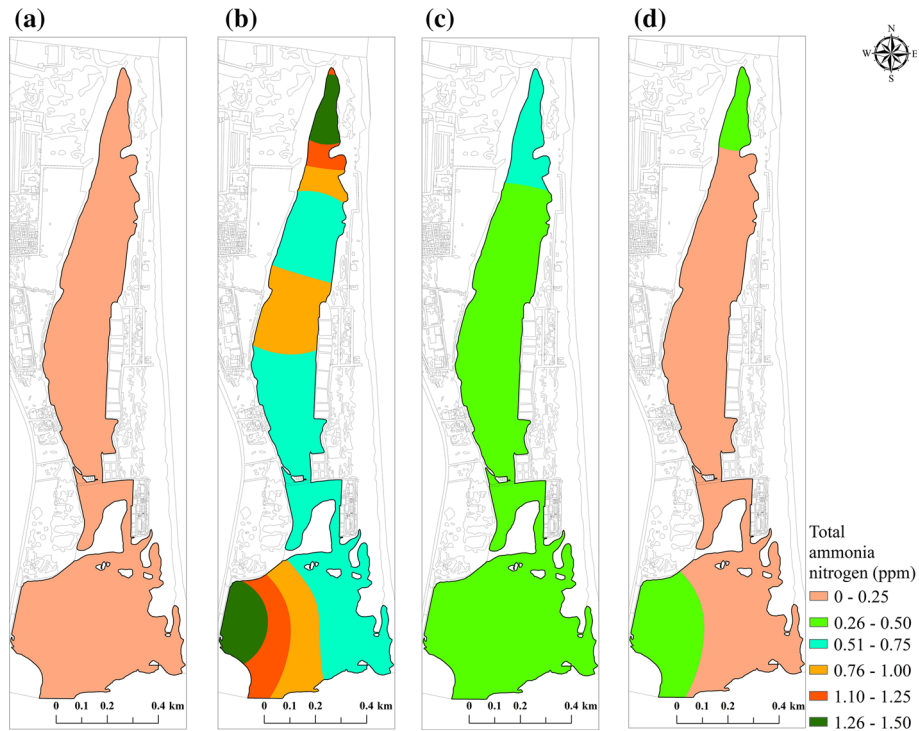 (a)
(b)
(c)
(d)
N
W
E
S
Total
ammonia
nitrogen (ppm)
0 - 0.25
0.26 - 0.50
0.51 - 0.75
0.76 - 1.00
1.10 - 1.25
1.26 - 1.50
0 0.1 0.2 0.4 km
0 0.1 0.2 0.4 km
0 0.1 0.2 0.4 km
0 0.1 0.2 0.4 km